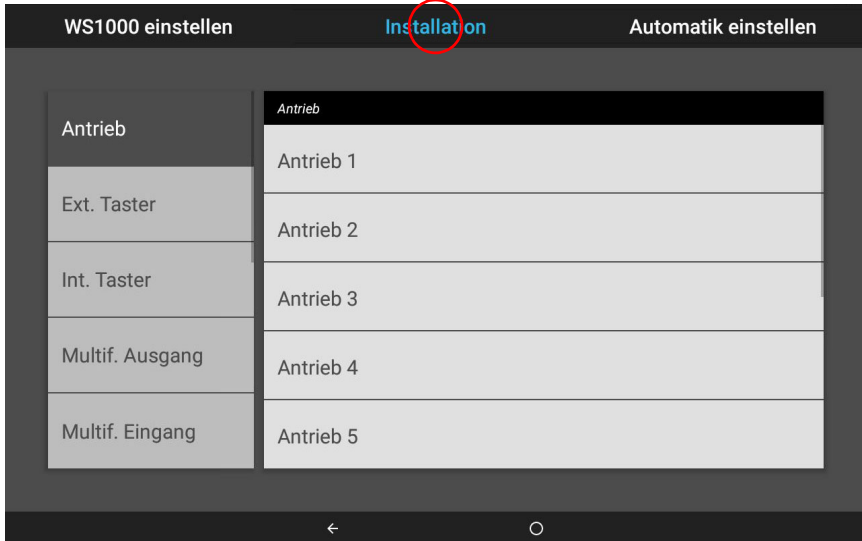 WS1000 einstellen Installation Automatik einstellen
Antrieb
Ext. Taster
Int. Taster
Multif. Ausgang
Multif. Eingang
Antrieb
Antrieb 1
Antrieb 2
Antrieb 3
Antrieb 4
Antrieb 5